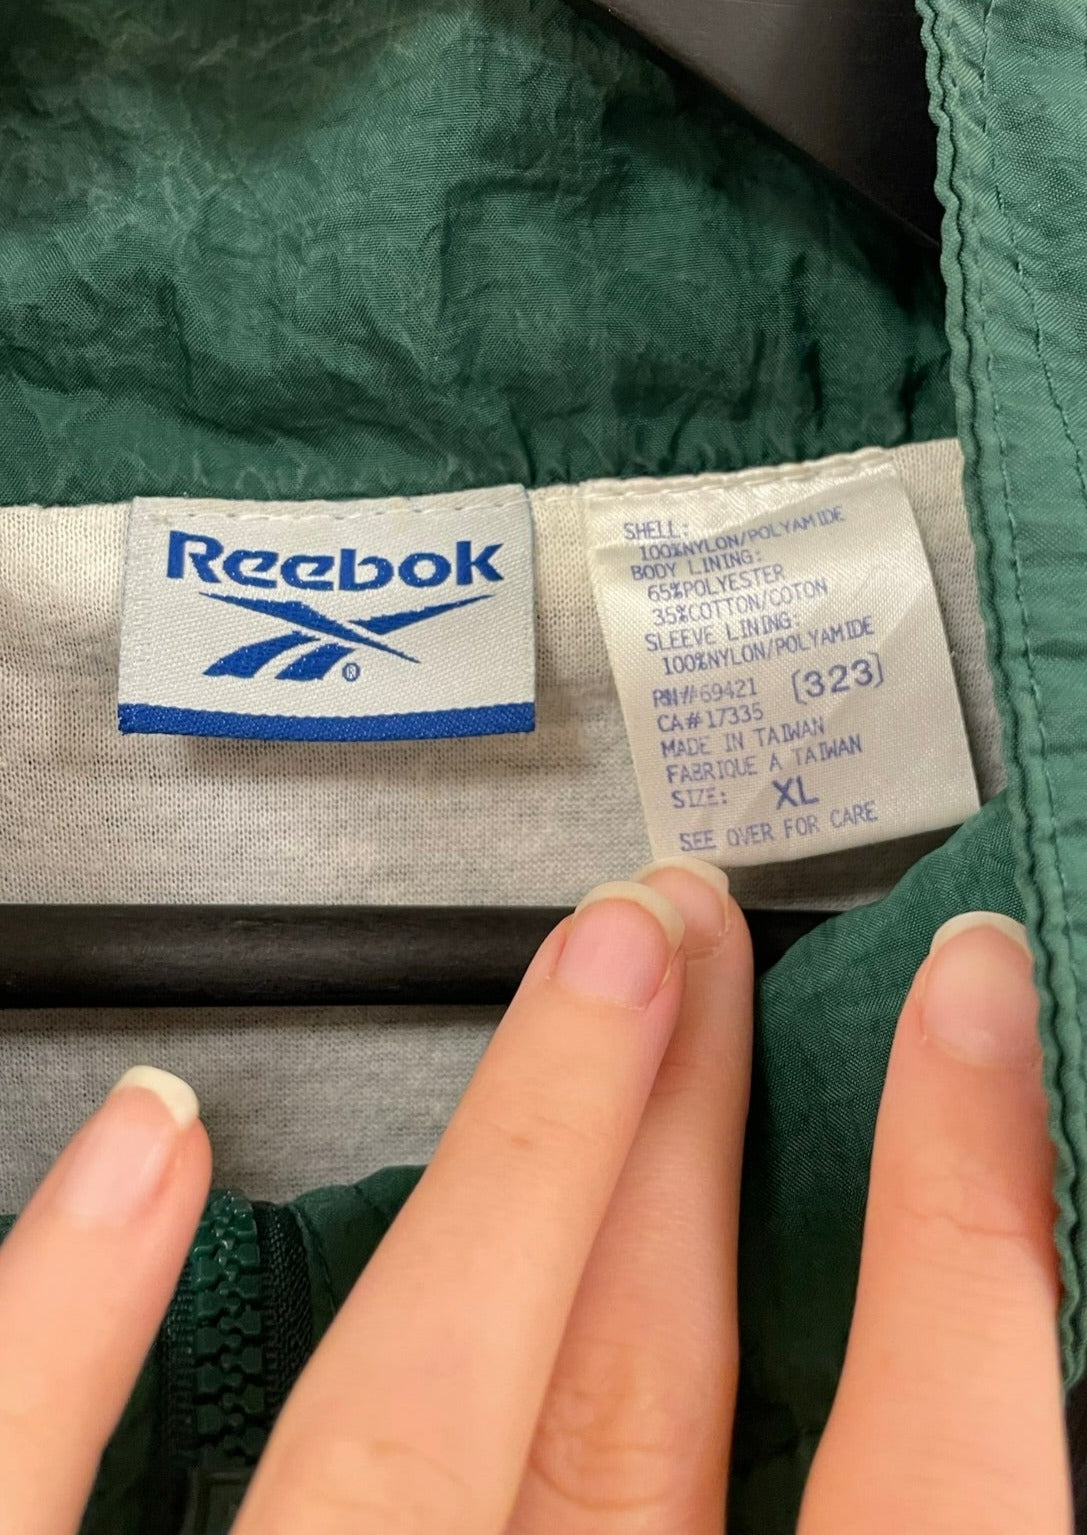 Reebok
®
SHELL:
100%NYLON/POLYAMIDE
BODY LINING:
65%POLYESTER
35%COTTON/COTON
SLEEVE LINING:
100%NYLON/POLYAMIDE
RN#69421 [323]
CA#17335
MADE IN TAIWAN
FABRIQUE A TAIWAN
SIZE: XL
SEE OVER FOR CARE